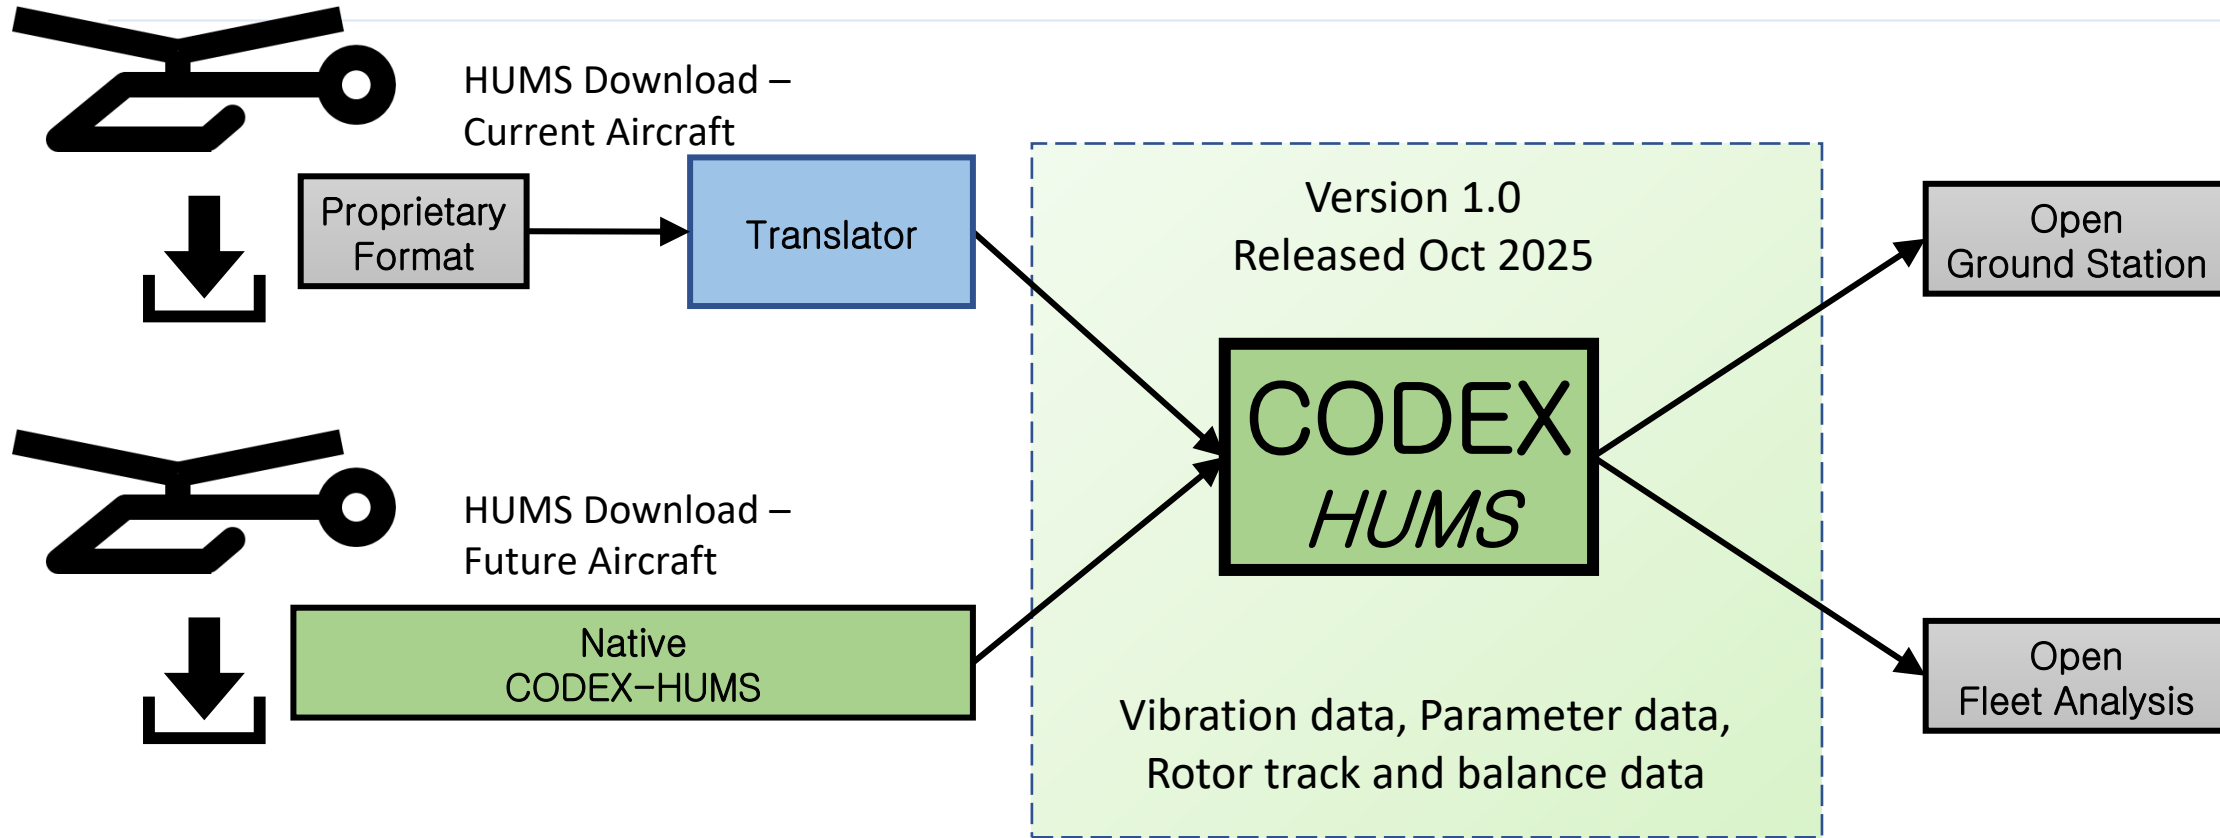 HUMS Download –
Current Aircraft
Proprietary
Format
Translator
Version 1.0
Released Oct 2025
Open
Ground Station
CODEX
HUMS
HUMS Download –
Future Aircraft
Native
CODEX-HUMS
Vibration data, Parameter data,
Rotor track and balance data
Open
Fleet Analysis